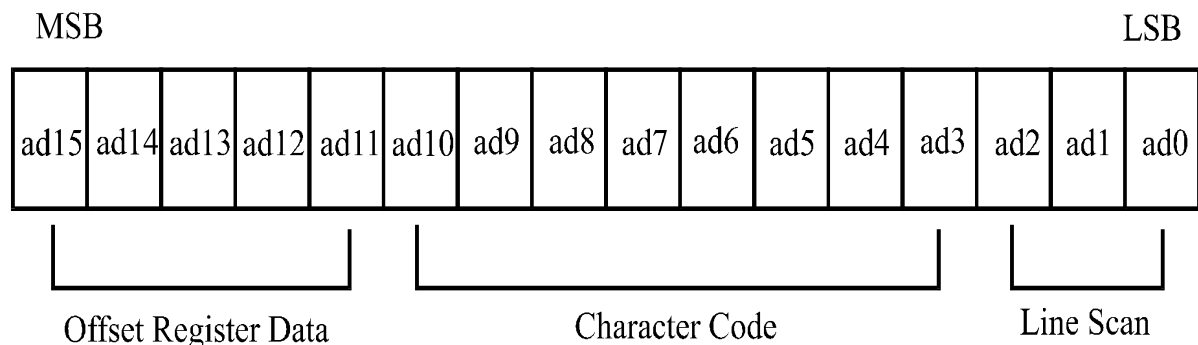 MSB LSB
ad15 ad14 ad13 ad12 ad11 ad10 ad9 ad8 ad7 ad6 ad5 ad4 ad3 ad2 ad1 ad0
Offset Register Data Character Code Line Scan